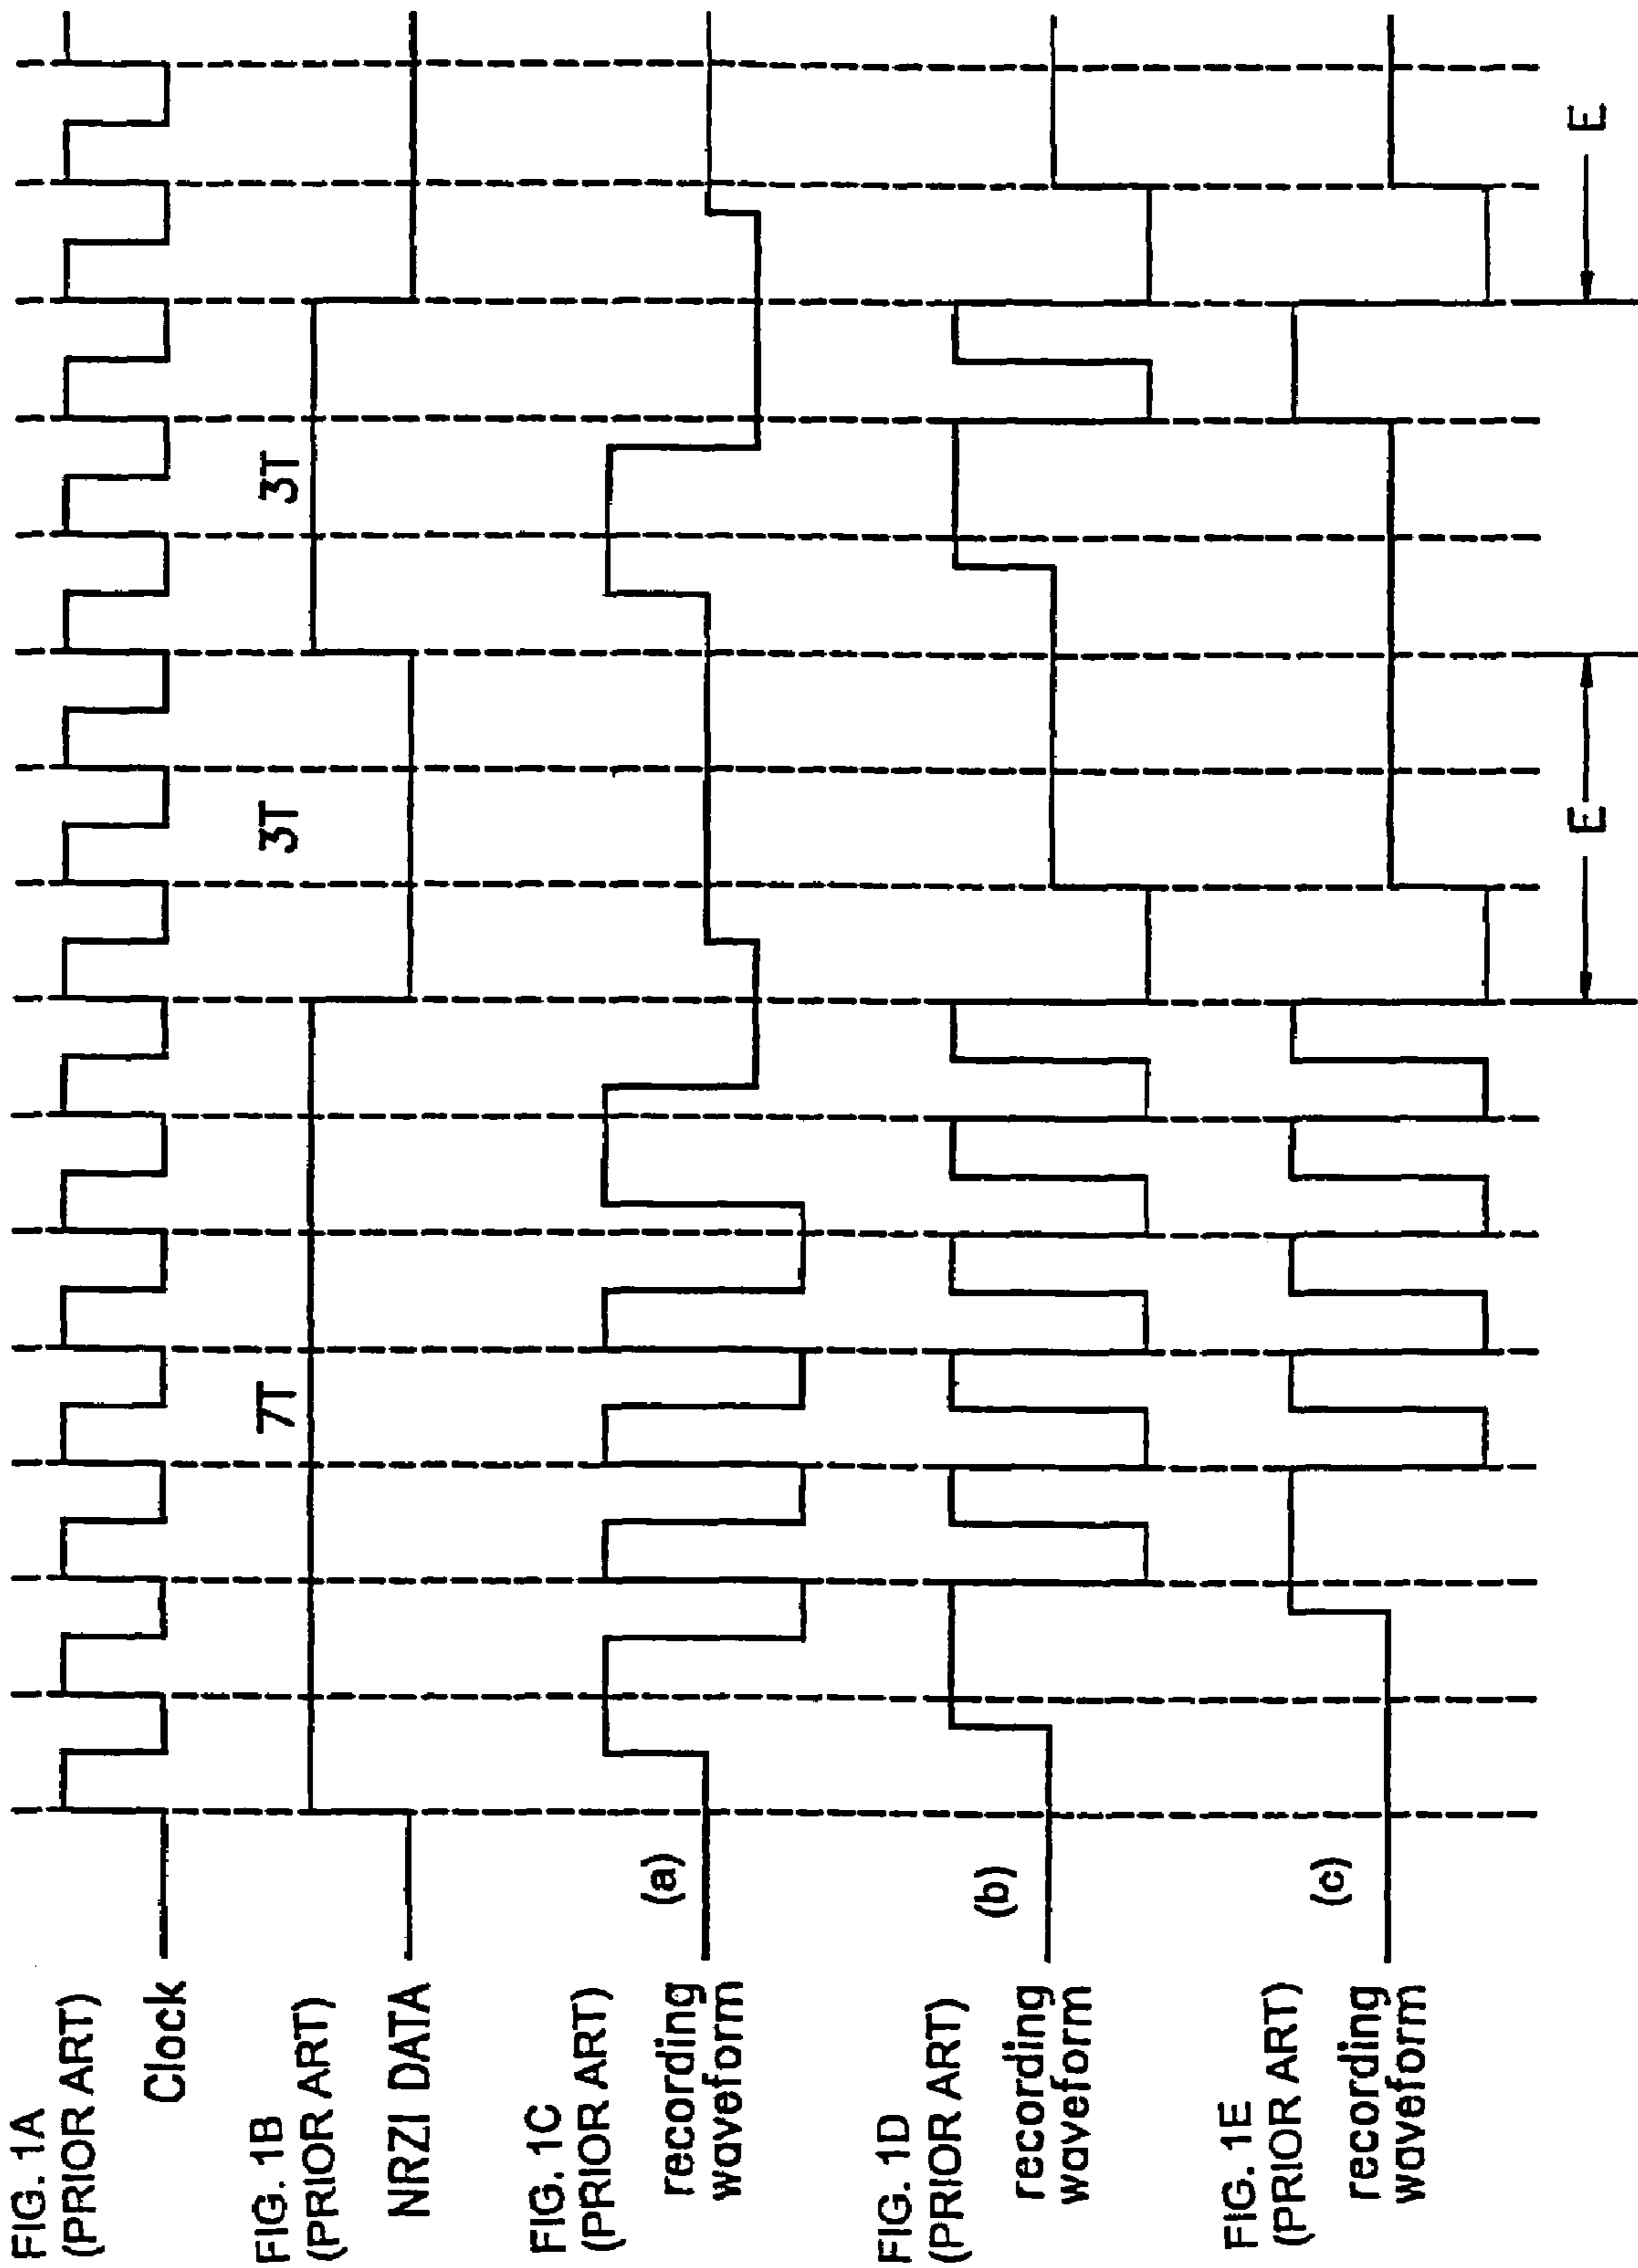 FIG. 1A
(PRIOR ART)
Clock
FIG. 1B
(PRIOR ART)
NRZI DATA
7T
3T
3T
FIG. 1C
(PRIOR ART)
recording
waveform
(a)
FIG. 1D
(PRIOR ART)
recording
waveform
(b)
FIG. 1E
(PRIOR ART)
recording
waveform
(c)
E
E